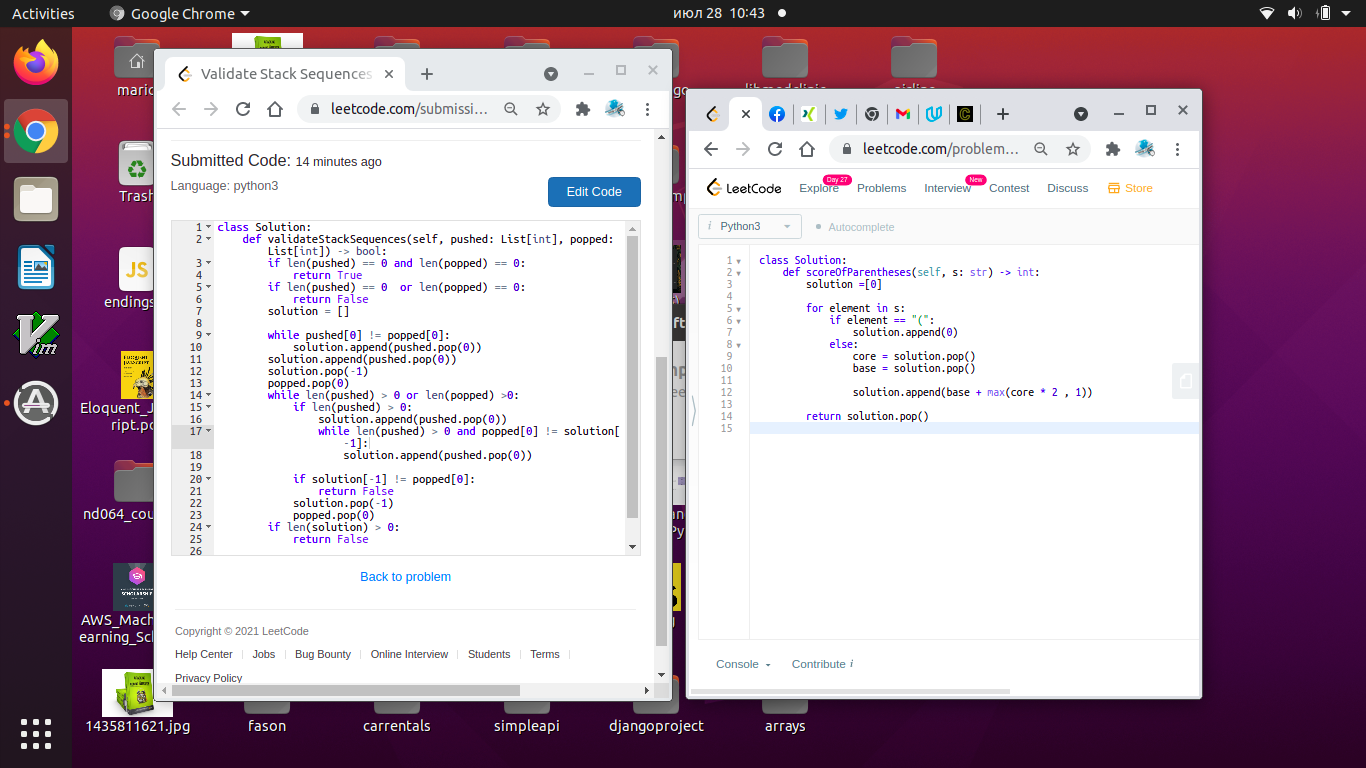 Activities
Google Chrome
июл 28 10:43
maric
Trash
JS
endings
Vim
Eloquent_J
ript.pd
nd064_cou
AWS_Mach
earning_Sch
1435811621.jpg
fason
carrentals
simpleapi
djangoproject
arrays
Validate Stack Sequences
leetcode.com/submissi...
Submitted Code: 14 minutes ago
Language: python3
Edit Code
1 class Solution:
2     def validateStackSequences(self, pushed: List[int], popped:
        List[int]) -> bool:
3         if len(pushed) == 0 and len(popped) == 0:
4             return True
5         if len(pushed) == 0  or len(popped) == 0:
6             return False
7         solution = []
8
9         while pushed[0] != popped[0]:
10             solution.append(pushed.pop(0))
11         solution.append(pushed.pop(0))
12         solution.pop(-1)
13         popped.pop(0)
14         while len(pushed) > 0 or len(popped) >0:
15             if len(pushed) > 0:
16                 solution.append(pushed.pop(0))
17                 while len(pushed) > 0 and popped[0] != solution[
                    -1]:
18                     solution.append(pushed.pop(0))
19
20             if solution[-1] != popped[0]:
21                 return False
22             solution.pop(-1)
23             popped.pop(0)
24         if len(solution) > 0:
25             return False
26
Back to problem
Copyright © 2021 LeetCode
Help Center
Jobs
Bug Bounty
Online Interview
Students
Terms
Privacy Policy
leetcode.com/problem...
LeetCode
Explore
Day 27
Problems
Interview
New
Contest
Discuss
Store
i Python3
Autocomplete
1 class Solution:
2     def scoreOfParentheses(self, s: str) -> int:
3         solution =[0]
4
5         for element in s:
6             if element == "(":
7                 solution.append(0)
8             else:
9                 core = solution.pop()
10                 base = solution.pop()
11
12                 solution.append(base + max(core * 2 , 1))
13
14         return solution.pop()
15
Console
Contribute i